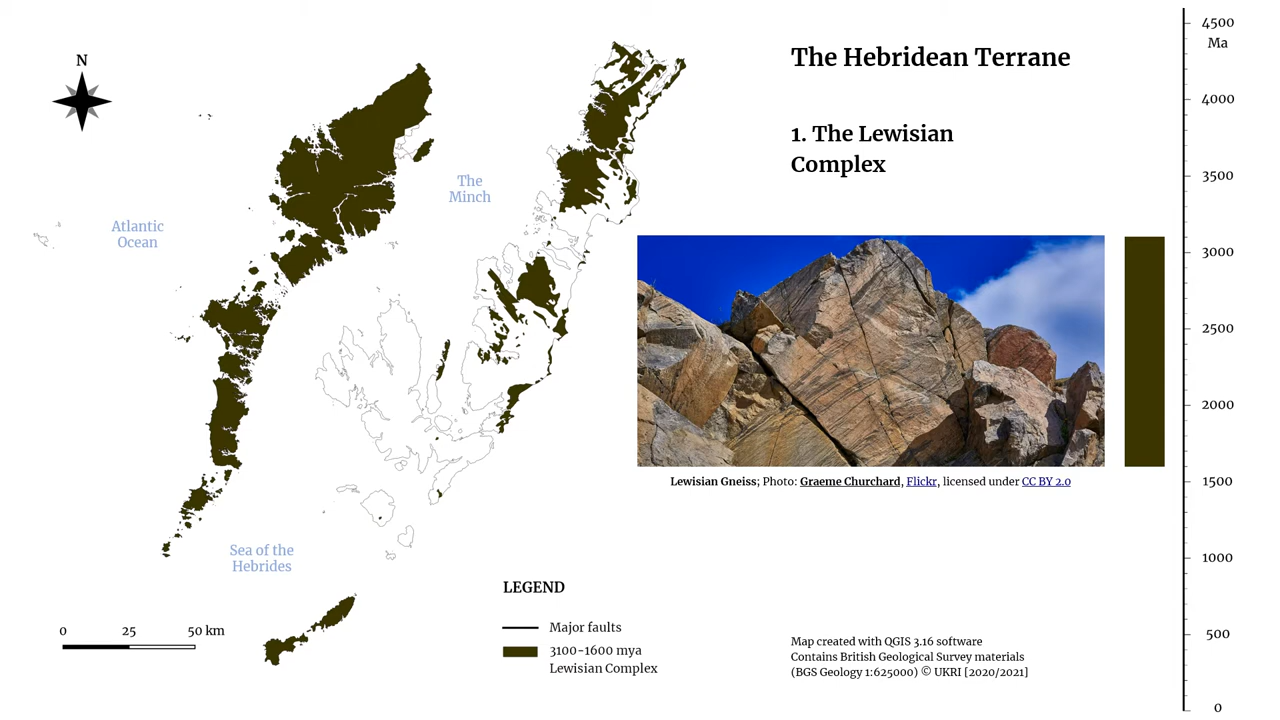 N
The
Minch
Atlantic
Ocean
Sea of the
Hebrides
0 25 50 km
LEGEND
Major faults
3100-1600 mya
Lewisian Complex
The Hebridean Terrane
1. The Lewisian
Complex
Lewisian Gneiss; Photo: Graeme Churchard, Flickr, licensed under CC BY 2.0
Map created with QGIS 3.16 software
Contains British Geological Survey materials
(BGS Geology 1:625000) © UKRI [2020/2021]
4500
Ma
4000
3500
3000
2500
2000
1500
1000
500
0